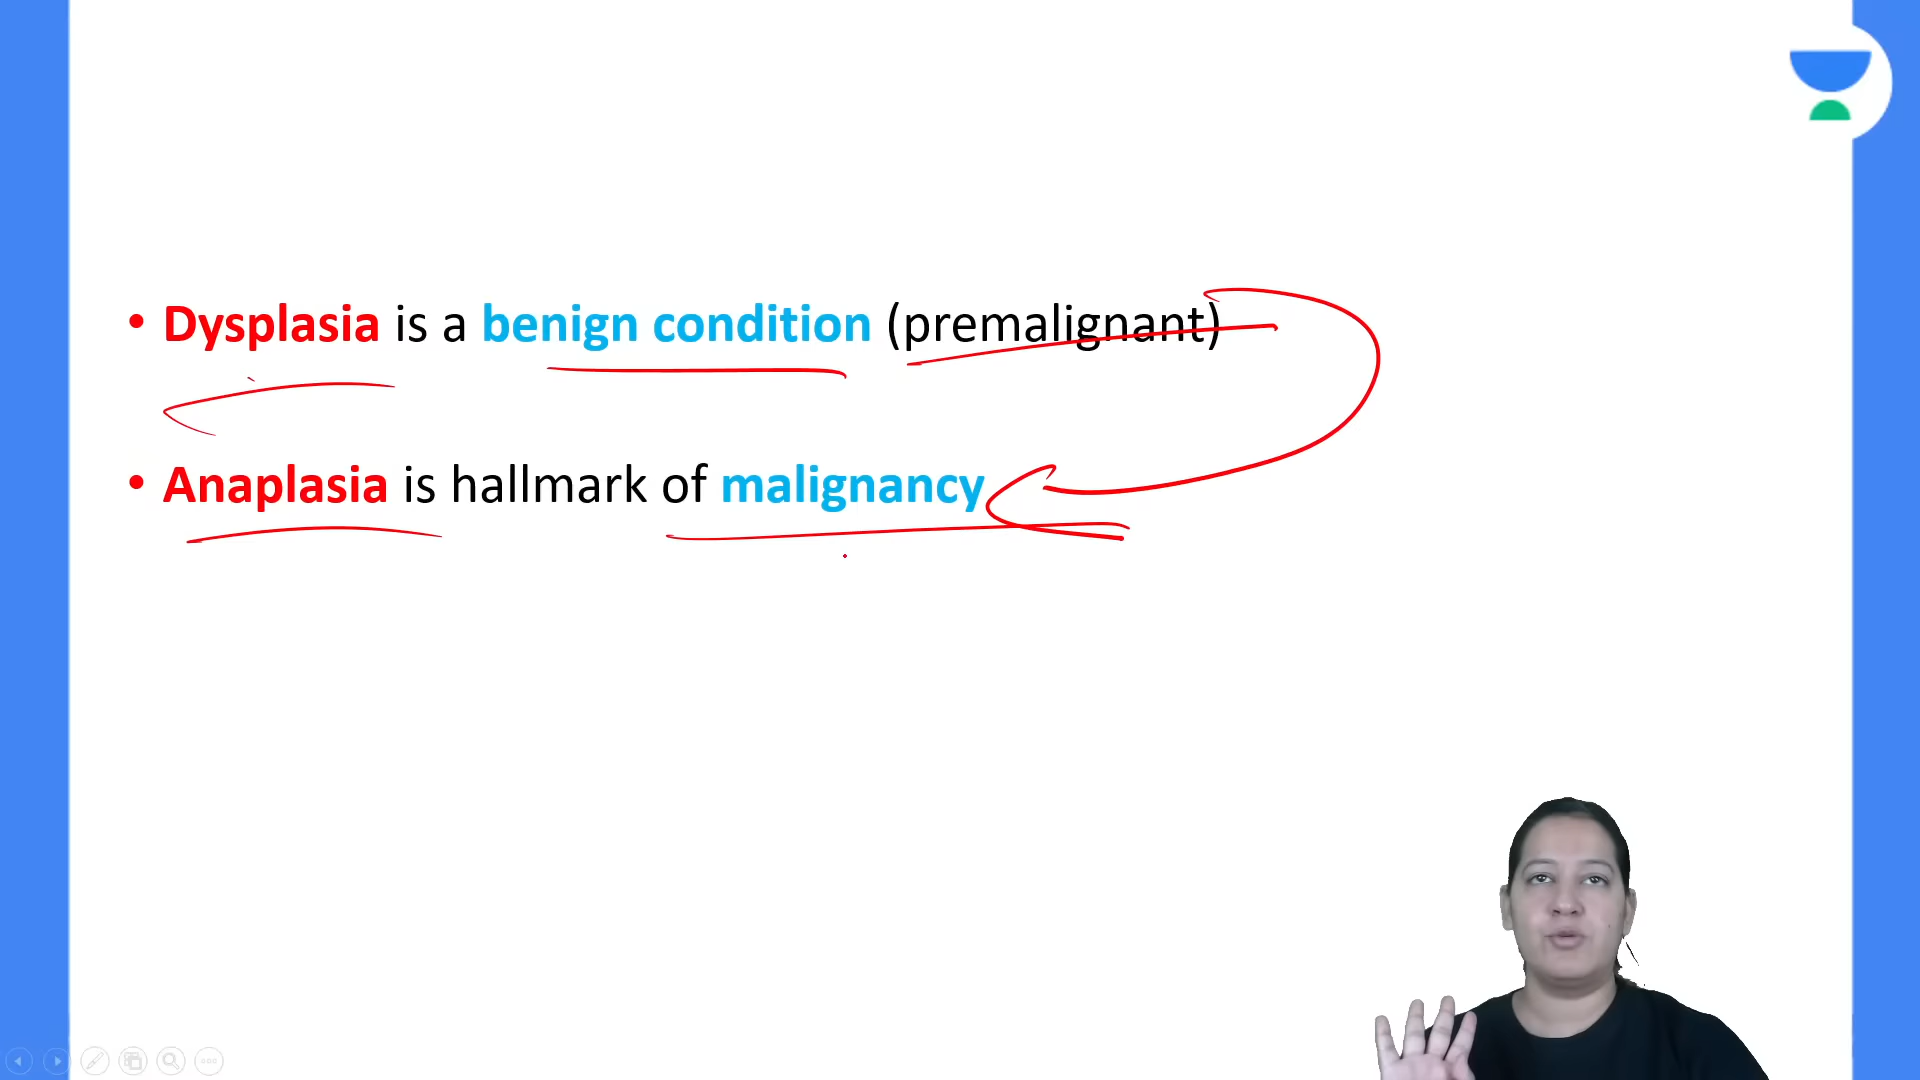 • Dysplasia is a benign condition (premalignant)
• Anaplasia is hallmark of malignancy